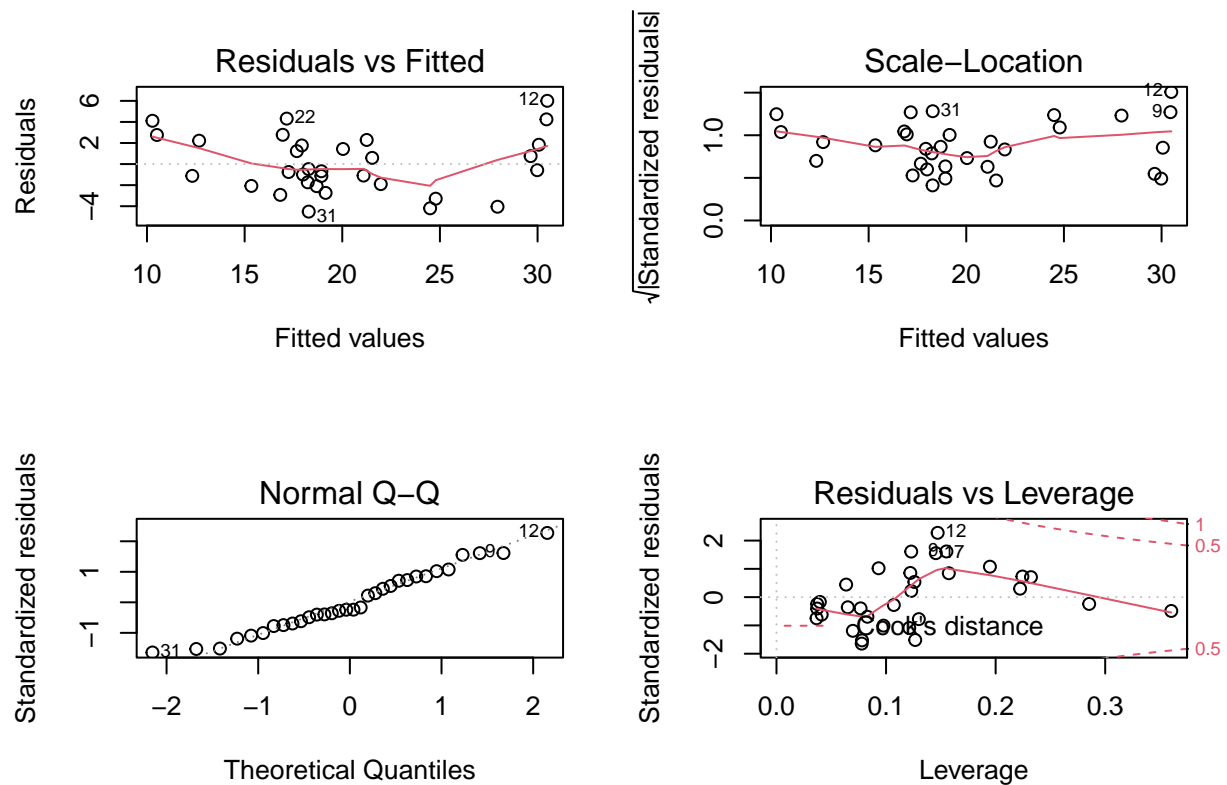 Residuals vs Fitted
Residuals
6
2
−4
12
22
31
10 15 20 25 30
Fitted values
Scale−Location
√|Standardized residuals|
1.0
0.0
12
31
9
10 15 20 25 30
Fitted values
Normal Q−Q
Standardized residuals
1
−1
12
9
31
−2 −1 0 1 2
Theoretical Quantiles
Residuals vs Leverage
Standardized residuals
2
0
−2
12
17
1
0.5
0.5
Cook's distance
0.0 0.1 0.2 0.3
Leverage